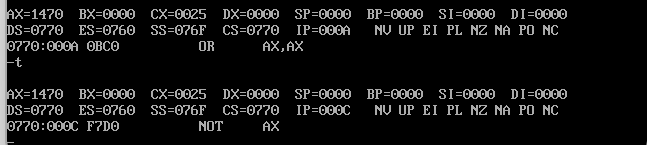 AX=1470  BX=0000  CX=0025  DX=0000  SP=0000  BP=0000  SI=0000  DI=0000
DS=0770  ES=0760  SS=076F  CS=0770  IP=000A   NV UP EI PL NZ NA PO NC
0770:000A 0BC0          OR      AX,AX
-t
AX=1470  BX=0000  CX=0025  DX=0000  SP=0000  BP=0000  SI=0000  DI=0000
DS=0770  ES=0760  SS=076F  CS=0770  IP=000C   NV UP EI PL NZ NA PO NC
0770:000C F7D0          NOT     AX
-